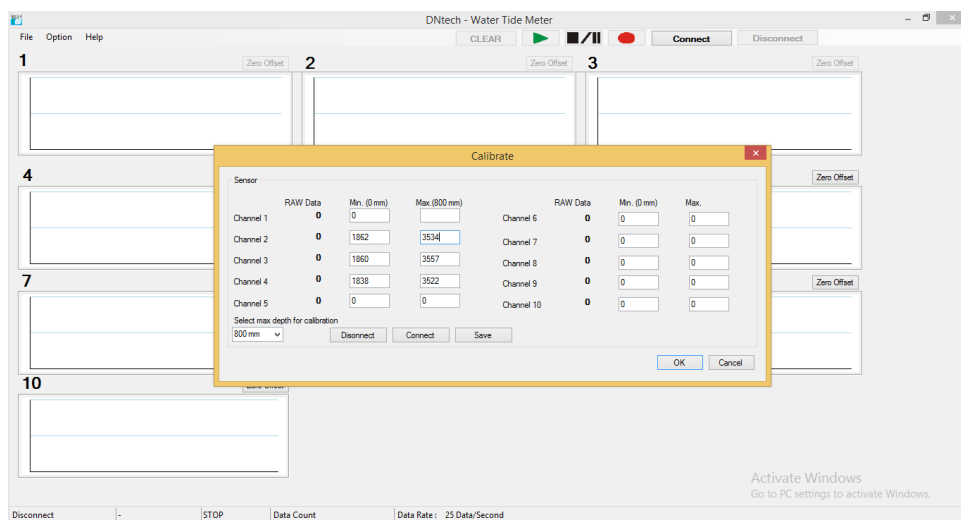 DNtech - Water Tide Meter
File Option Help
CLEAR Connect Disconnect
1 Zero Offset 2 Zero Offset 3 Zero Offset
Calibrate
4 Zero Offset
Sensor
RAW Data Min. (0 mm) Max.(800 mm) RAW Data Min. (0 mm) Max.
Channel 1 0 0 Channel 6 0 0 0
Channel 2 0 1862 3534 Channel 7 0 0 0
Channel 3 0 1860 3557 Channel 8 0 0 0
Channel 4 0 1838 3522 Channel 9 0 0 0
7 Zero Offset
Channel 5 0 0 0 Channel 10 0 0 0
Select max depth for calibration
800 mm Disonnect Connect Save
OK Cancel
10 Zero Offset
Activate Windows
Go to PC settings to activate Windows.
Disconnect - STOP Data Count Data Rate : 25 Data/Second